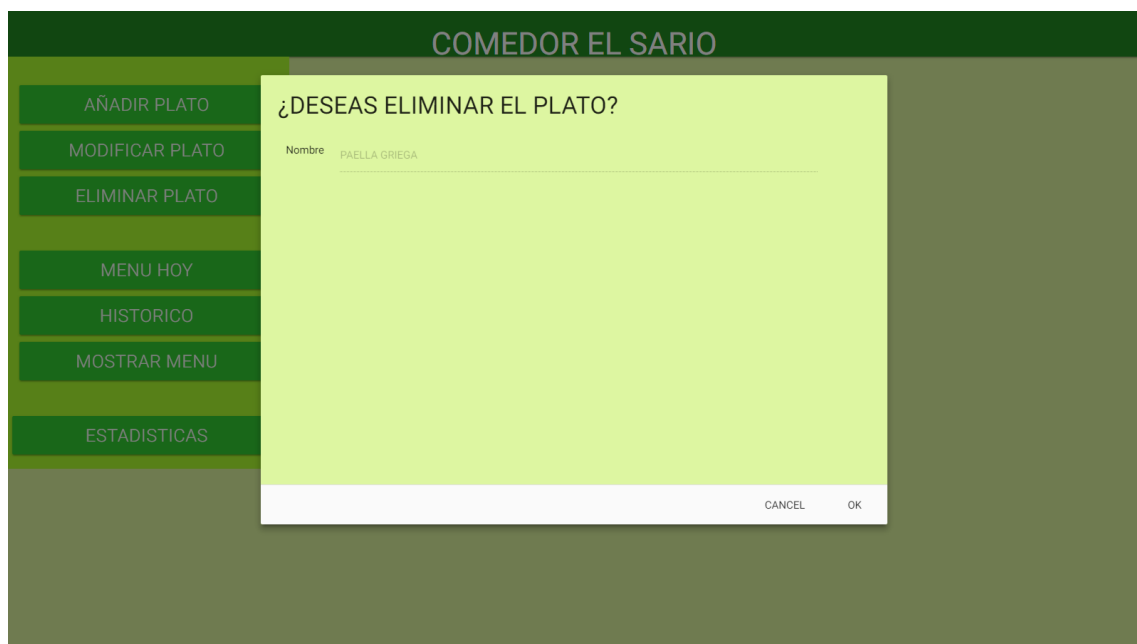 COMEDOR EL SARIO
AÑADIR PLATO
MODIFICAR PLATO
ELIMINAR PLATO
MENU HOY
HISTORICO
MOSTRAR MENU
ESTADISTICAS
¿DESEAS ELIMINAR EL PLATO?
Nombre PAELLA GRIEGA
CANCEL OK